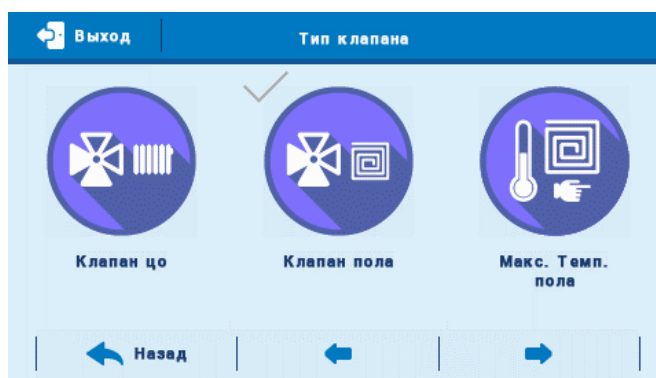 Выход
Тип клапана
Клапан цо
Клапан пола
Макс. Темп.
пола
Назад